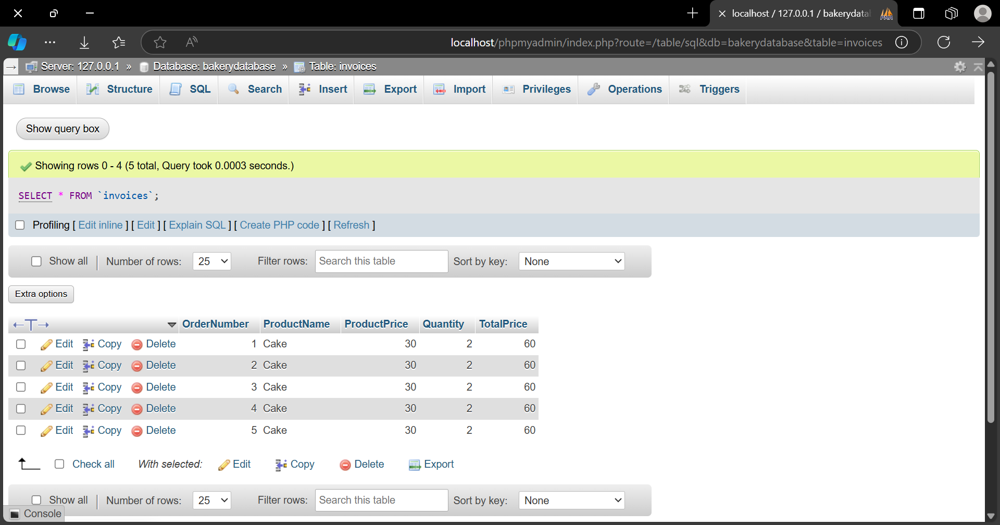 localhost / 127.0.0.1 / bakerydata
localhost/phpmyadmin/index.php?route=/table/sql&db=bakerydatabase&table=invoices
Server: 127.0.0.1 » Database: bakerydatabase » Table: invoices
Browse Structure SQL Search Insert Export Import Privileges Operations Triggers
Show query box
Showing rows 0 - 4 (5 total, Query took 0.0003 seconds.)
SELECT * FROM `invoices`;
Profiling [ Edit inline ] [ Edit ] [ Explain SQL ] [ Create PHP code ] [ Refresh ]
Show all | Number of rows: 25 Filter rows: Search this table Sort by key: None
Extra options
←T→ OrderNumber ProductName ProductPrice Quantity TotalPrice
Edit Copy Delete 1 Cake 30 2 60
Edit Copy Delete 2 Cake 30 2 60
Edit Copy Delete 3 Cake 30 2 60
Edit Copy Delete 4 Cake 30 2 60
Edit Copy Delete 5 Cake 30 2 60
Check all With selected: Edit Copy Delete Export
Show all | Number of rows: 25 Filter rows: Search this table Sort by key: None
Console